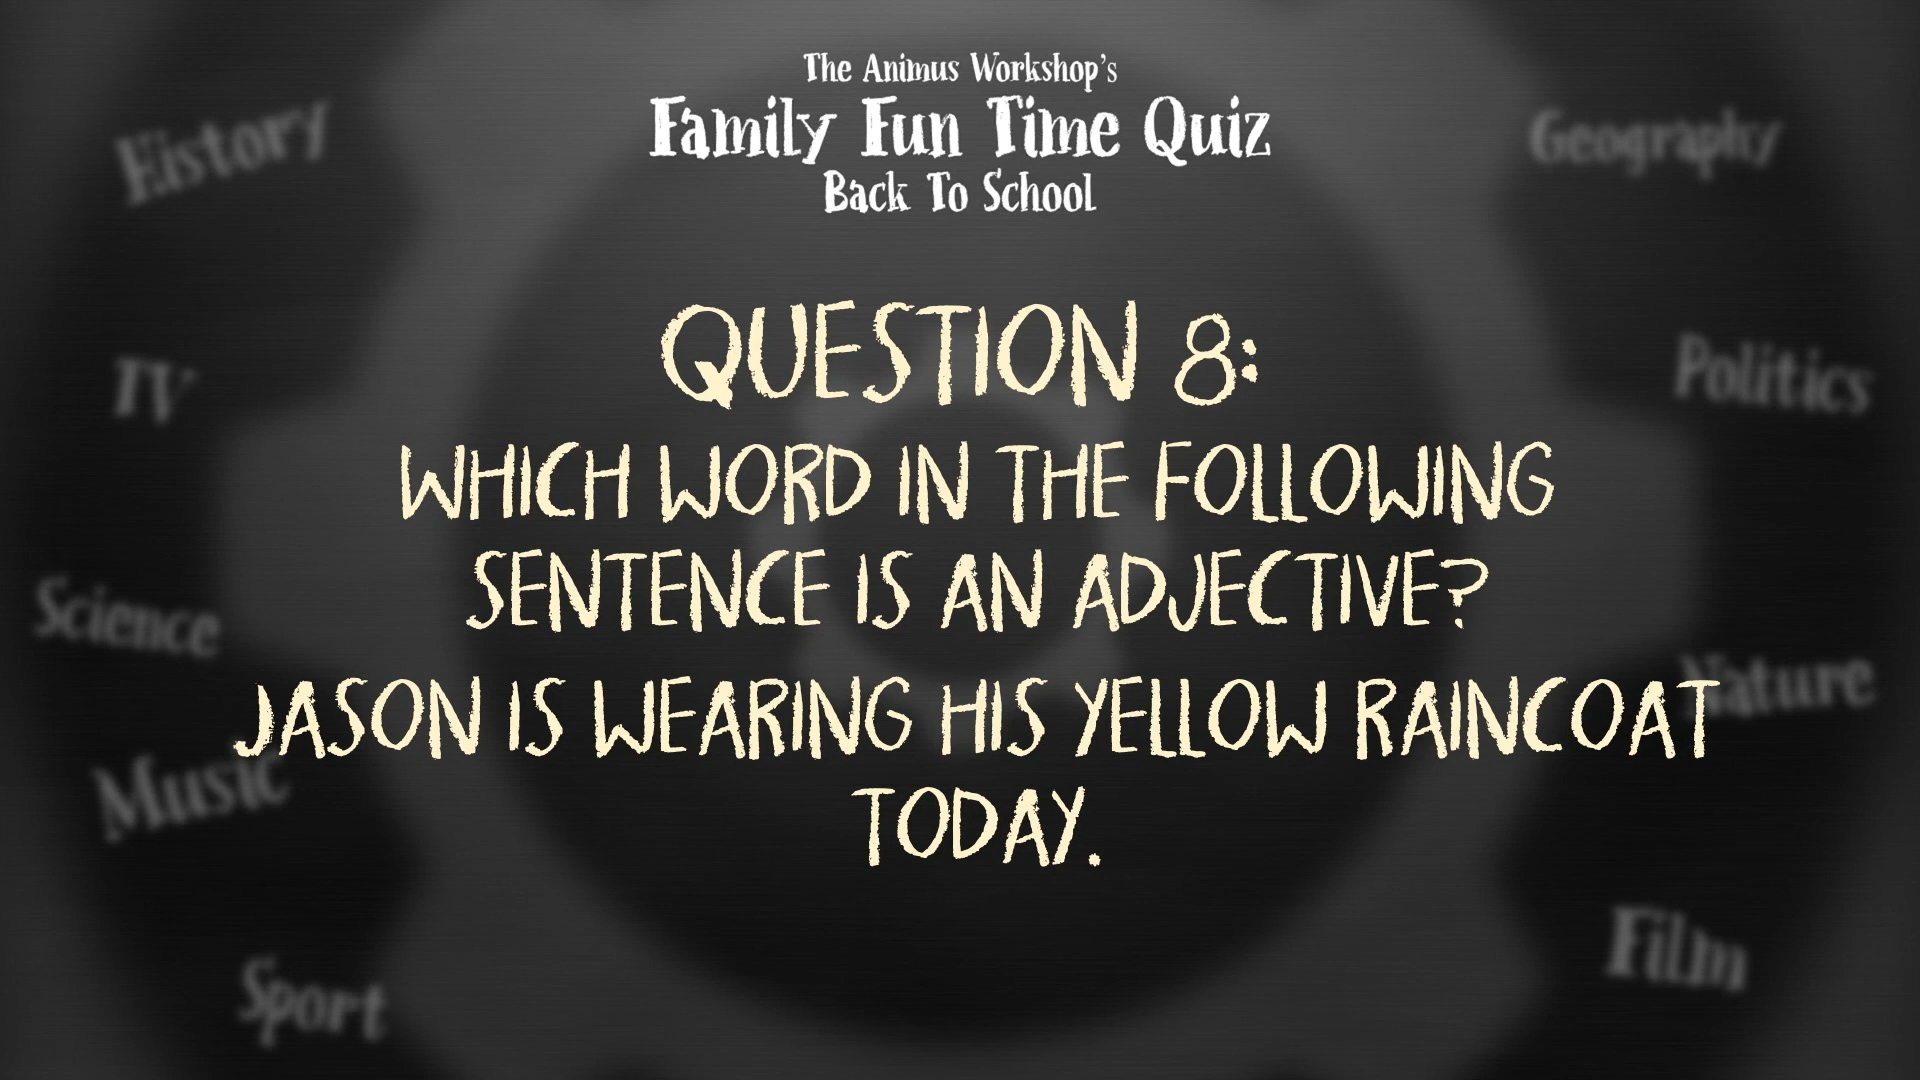 The Animus Workshop's
Family Fun Time Quiz
Back To School
History
Geography
QUESTION 8:
TV
Politics
WHICH WORD IN THE FOLLOWING
SENTENCE IS AN ADJECTIVE?
Science
Nature
JASON IS WEARING HIS YELLOW RAINCOAT
TODAY.
Music
Film
Sport